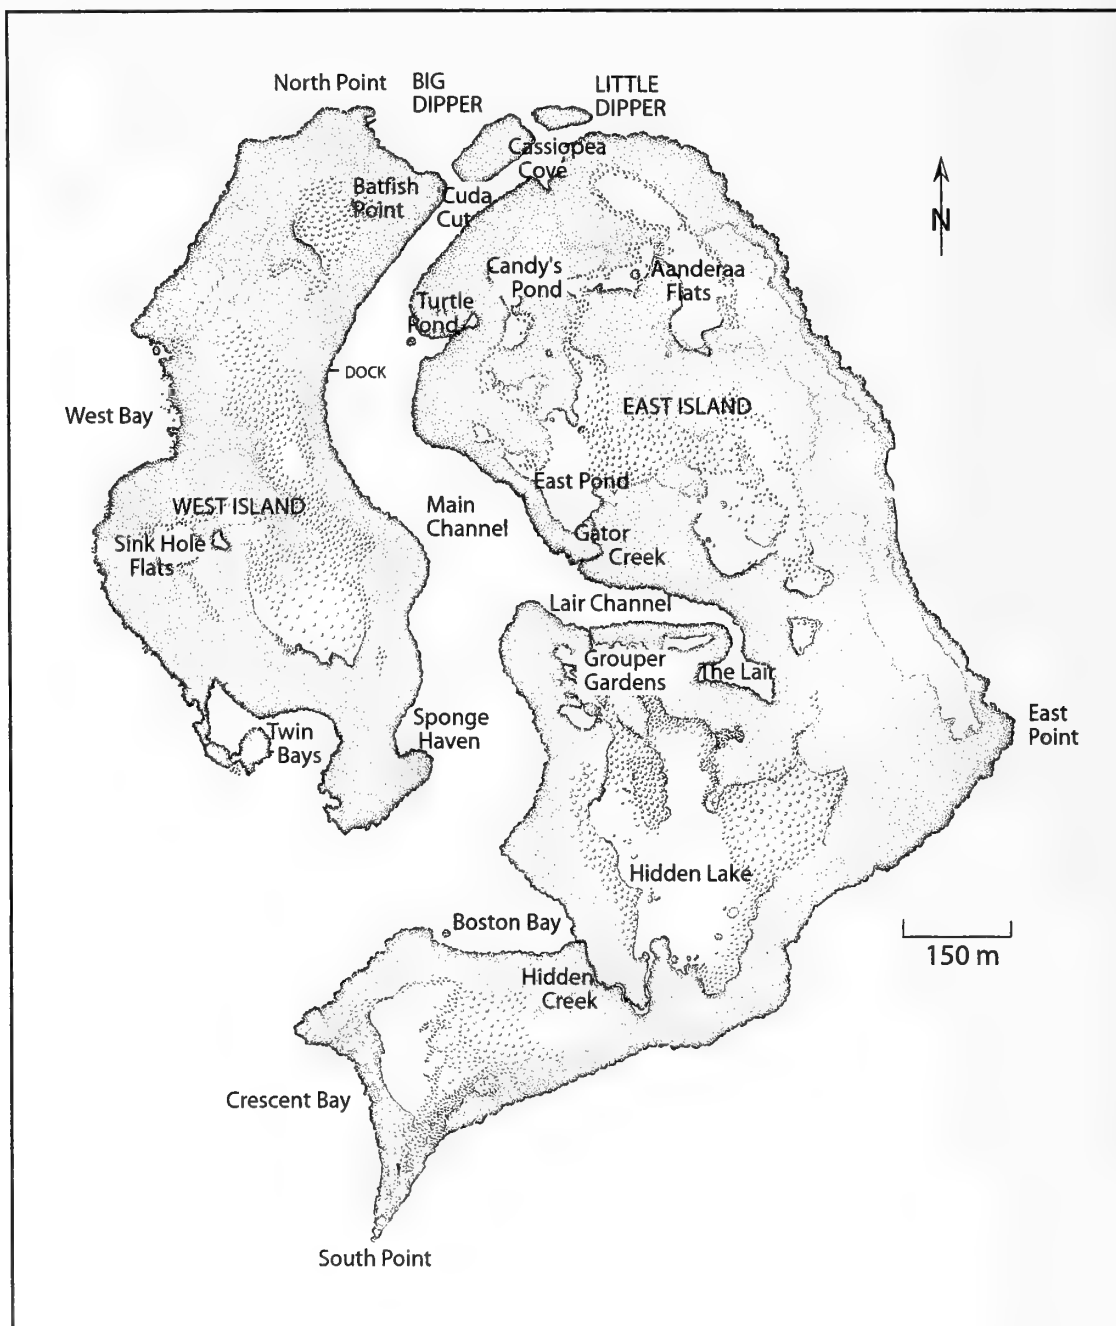 North Point
BIG
DIPPER
LITTLE
DIPPER
Cassiopea
Cove
Batfish
Point
Cuda
Cut
N
Candy's
Pond
Aanderaa
Flats
Turtle
Pond
DOCK
West Bay
EAST ISLAND
East Pond
WEST ISLAND
Main
Channel
Sink Hole
Flats
Gator
Creek
Lair Channel
Grouper
Gardens
The Lair
Sponge
Haven
Twin
Bays
East
Point
Hidden Lake
Boston Bay
150 m
Hidden
Creek
Crescent Bay
South Point